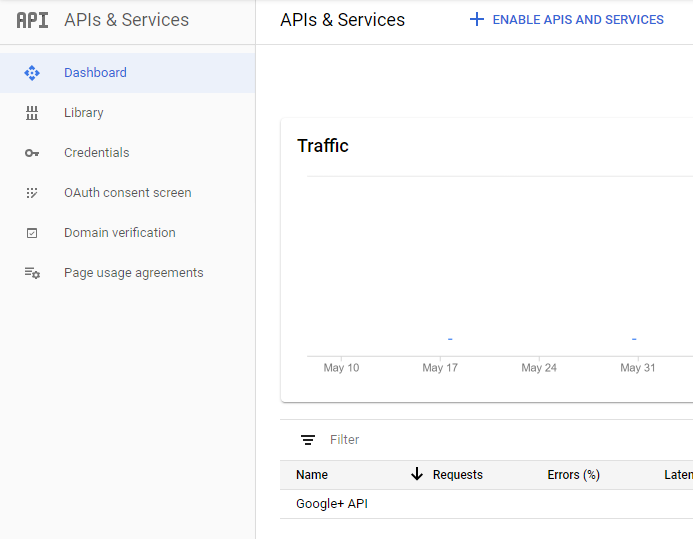 API APIs & Services
Dashboard
Library
Credentials
OAuth consent screen
Domain verification
Page usage agreements
APIs & Services + ENABLE APIS AND SERVICES
Traffic
May 10 May 17 May 24 May 31
Filter
Name Requests Errors (%) Laten
Google+ API